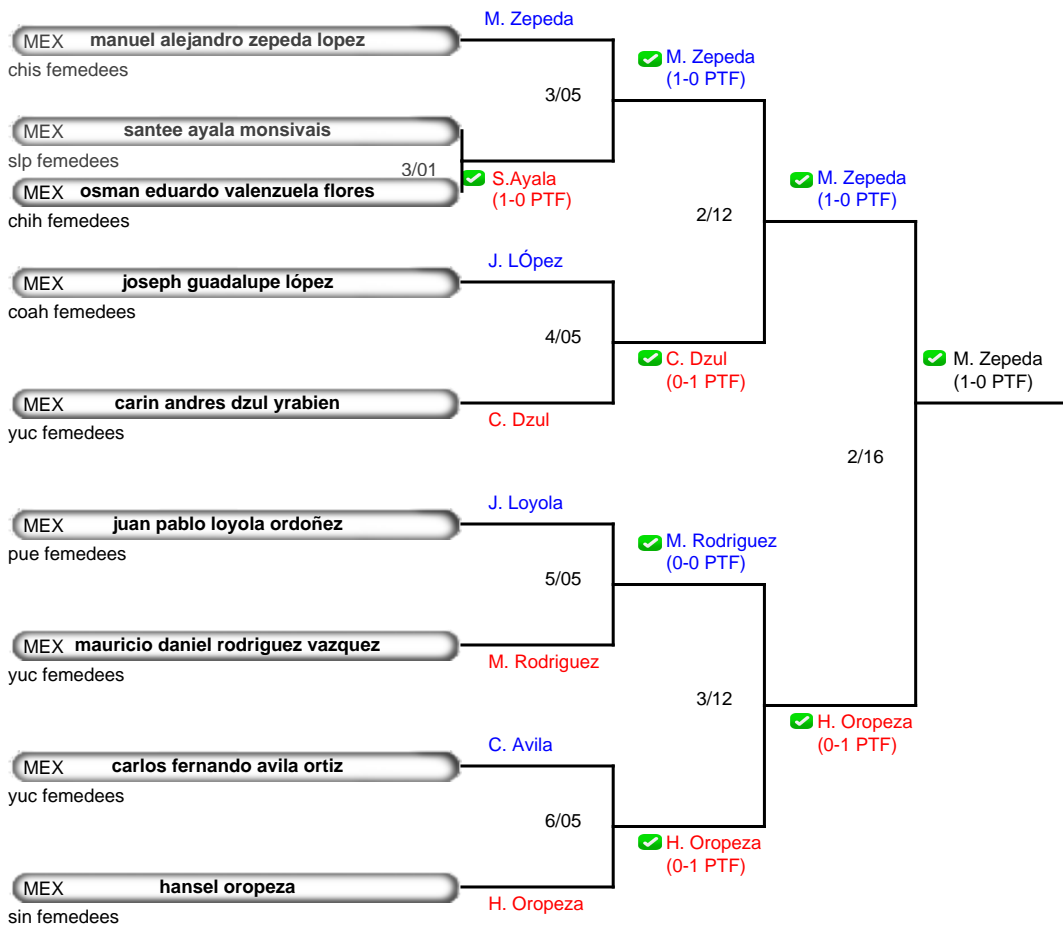 M. Zepeda
MEX manuel alejandro zepeda lopez
chis femedees
M. Zepeda
(1-0 PTF)
3/05
MEX santee ayala monsivais
slp femedees
3/01
S.Ayala
(1-0 PTF)
MEX osman eduardo valenzuela flores
chih femedees
M. Zepeda
(1-0 PTF)
2/12
J. LÓpez
MEX joseph guadalupe lópez
coah femedees
4/05
C. Dzul
(0-1 PTF)
M. Zepeda
(1-0 PTF)
MEX carin andres dzul yrabien
yuc femedees
C. Dzul
2/16
J. Loyola
MEX juan pablo loyola ordoñez
pue femedees
M. Rodriguez
(0-0 PTF)
5/05
MEX mauricio daniel rodriguez vazquez
yuc femedees
M. Rodriguez
3/12
H. Oropeza
(0-1 PTF)
C. Avila
MEX carlos fernando avila ortiz
yuc femedees
6/05
H. Oropeza
(0-1 PTF)
MEX hansel oropeza
sin femedees
H. Oropeza